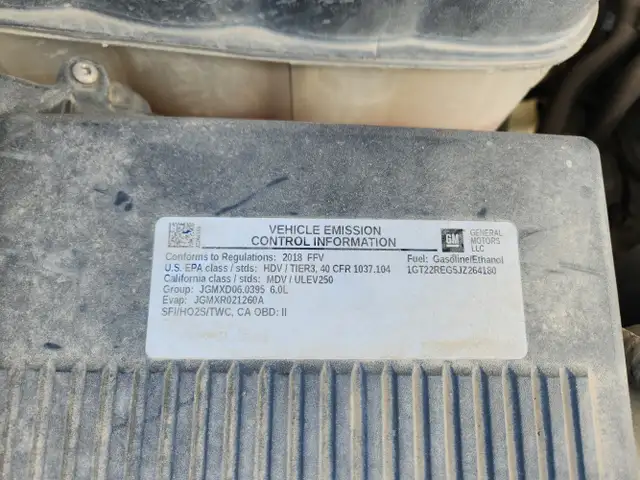 VEHICLE EMISSION
CONTROL INFORMATION
GM
GENERAL
MOTORS
LLC
Conforms to Regulations: 2018 FFV
Fuel: Gasoline/Ethanol
U.S. EPA class / stds: HDV / TIER3, 40 CFR 1037.104
1GT22REG5JZ264180
California class / stds: MDV / ULEV250
Group: JGMXD06.0395 6.0L
Evap: JGMXR021260A
SFI/HO2S/TWC, CA OBD: II